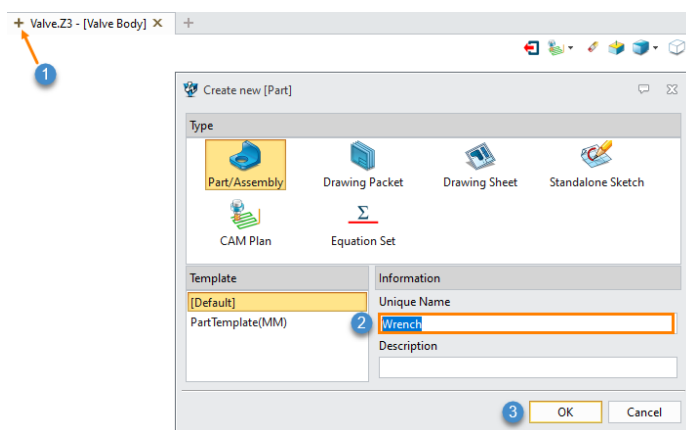 + Valve.Z3 - [Valve Body] ✕ +
1
Create new [Part]
Type
Part/Assembly Drawing Packet Drawing Sheet Standalone Sketch
Σ
CAM Plan Equation Set
Template Information
[Default] Unique Name
PartTemplate(MM) 2 Wrench
Description
3 OK Cancel